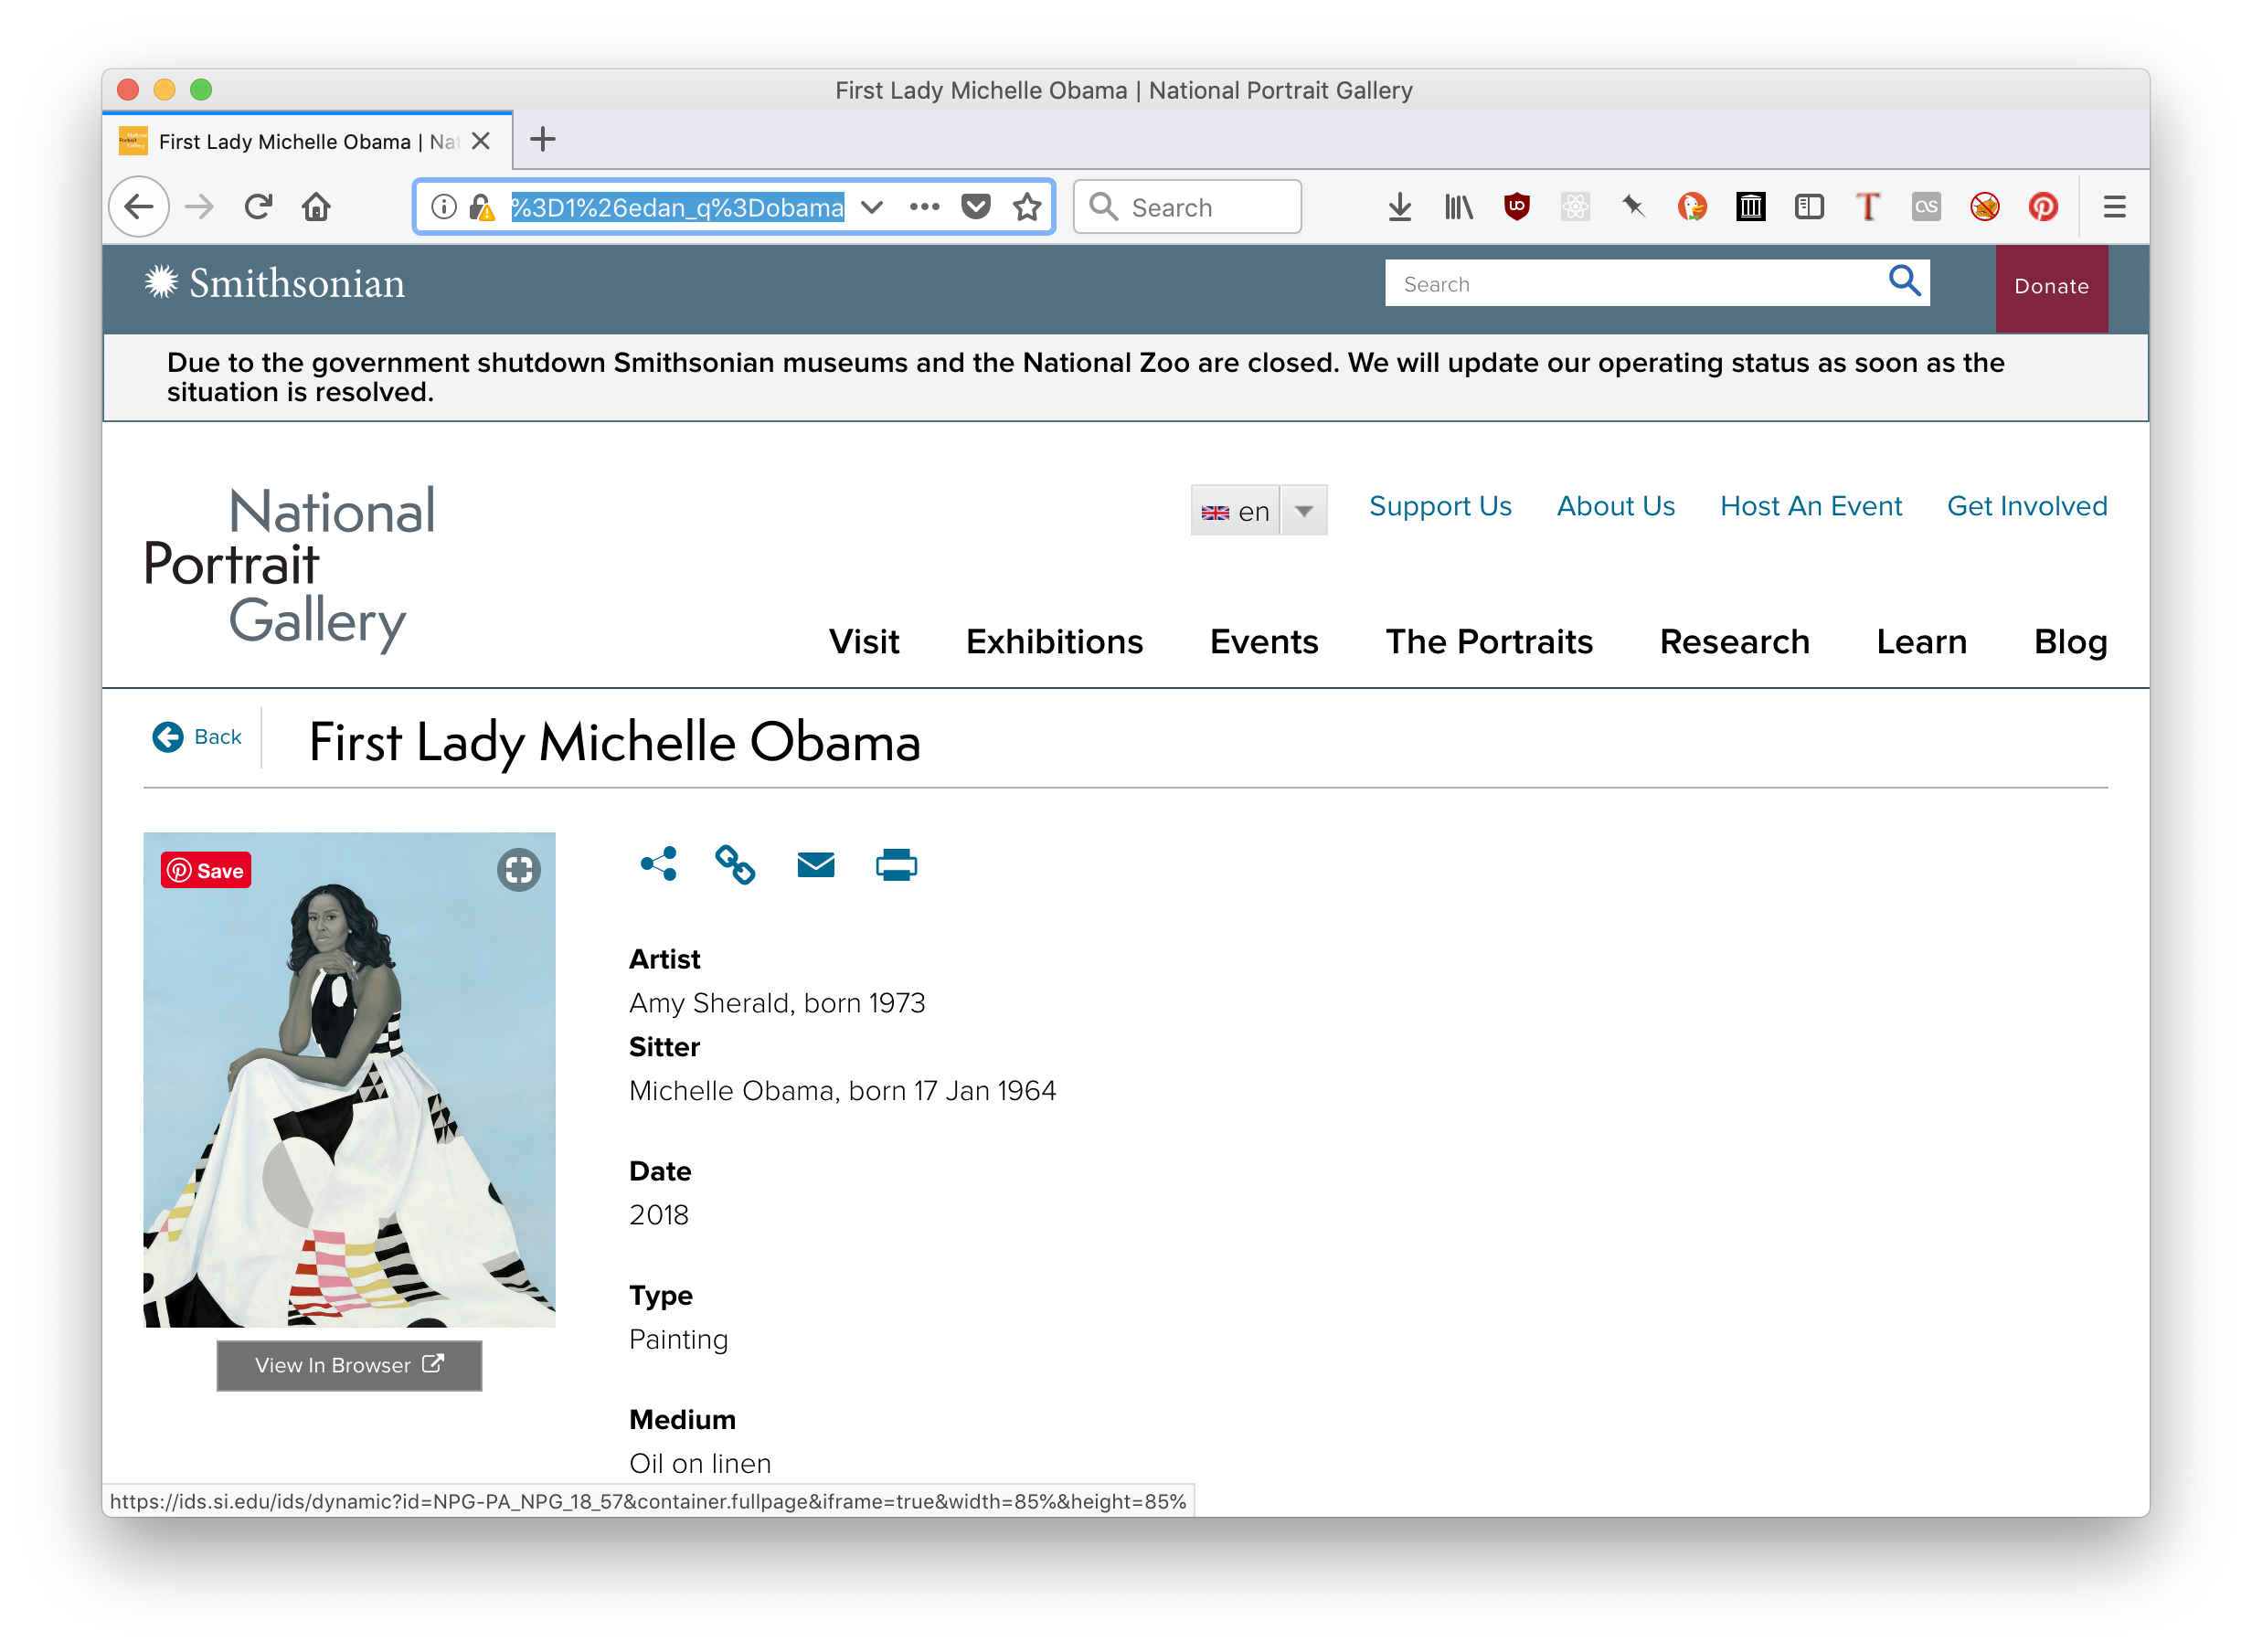 First Lady Michelle Obama | National Portrait Gallery
First Lady Michelle Obama | Nat
%3D1%26edan_q%3Dobama
Search
Smithsonian
Search
Donate
Due to the government shutdown Smithsonian museums and the National Zoo are closed. We will update our operating status as soon as the
situation is resolved.
National
Portrait
Gallery
en
Support Us
About Us
Host An Event
Get Involved
Visit
Exhibitions
Events
The Portraits
Research
Learn
Blog
Back
First Lady Michelle Obama
Save
Artist
Amy Sherald, born 1973
Sitter
Michelle Obama, born 17 Jan 1964
Date
2018
Type
Painting
Medium
Oil on linen
View In Browser
https://ids.si.edu/ids/dynamic?id=NPG-PA_NPG_18_57&container.fullpage&iframe=true&width=85%&height=85%